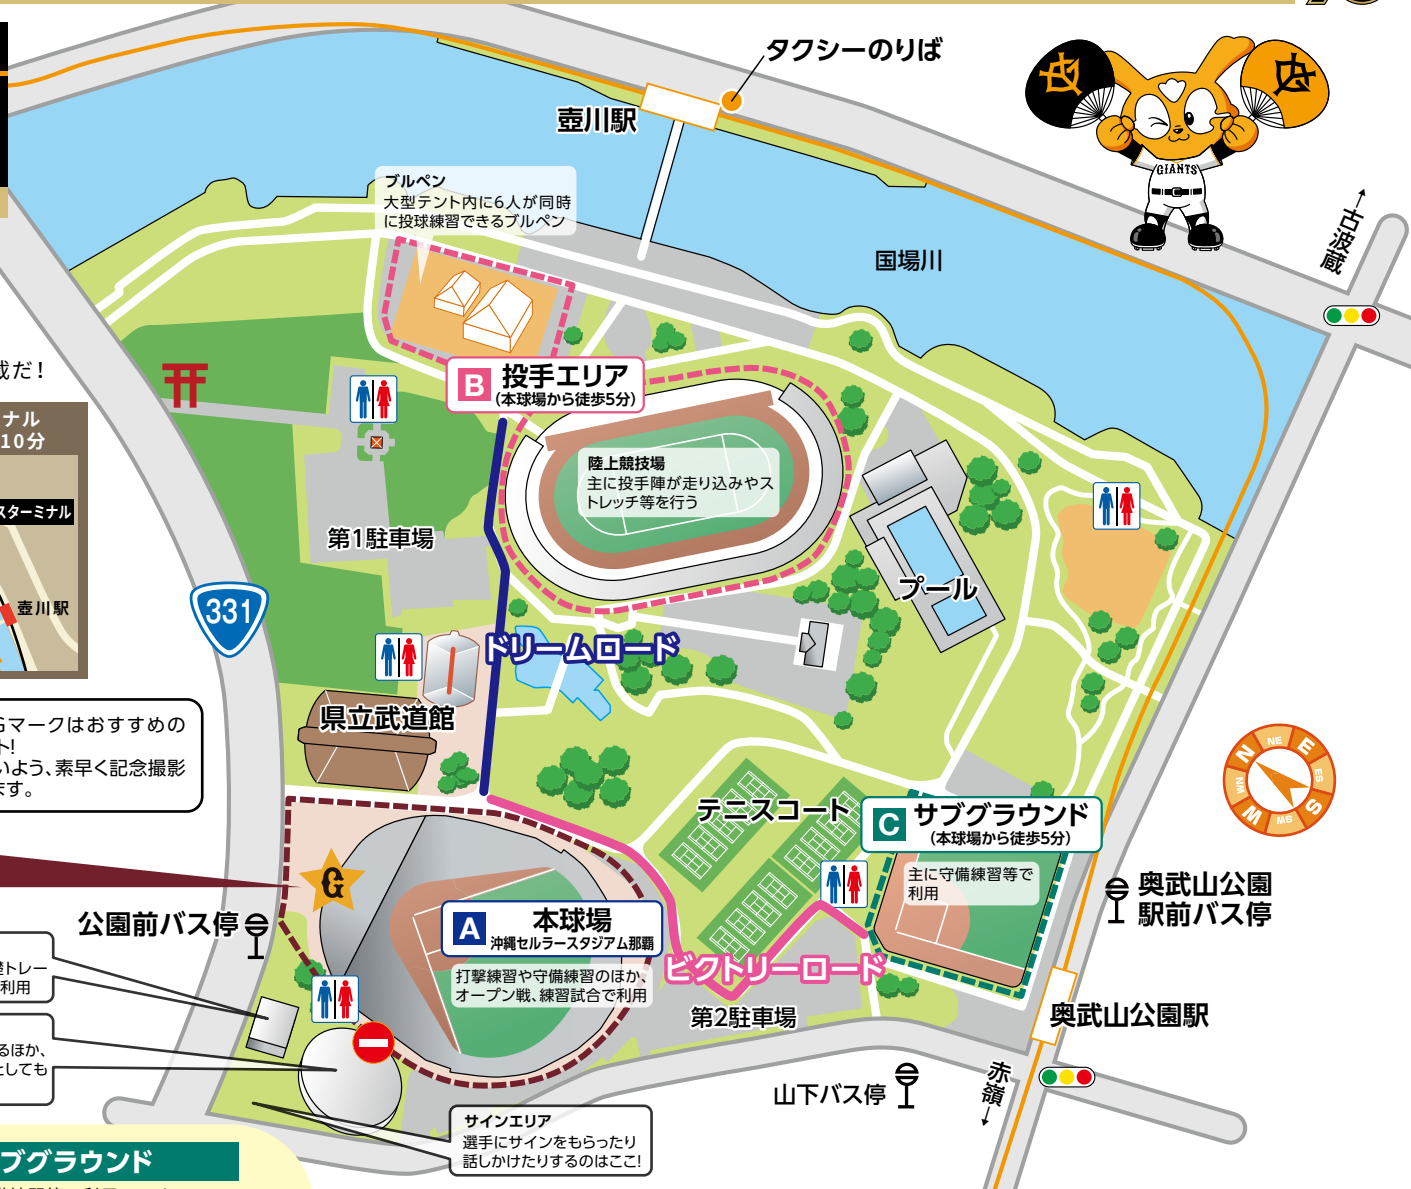 タクシーのりば
壺川駅
GIANTS
ブルペン
大型テント内に6人が同時
に投球練習できるブルペン
国場川
←古波蔵
B 投手エリア
(本球場から徒歩5分)
だ!
ナル
10分
スターミナル
壺川駅
陸上競技場
主に投手陣が走り込みやス
トレッチ等を行う
第1駐車場
プール
331
ドリームロード
県立武道館
Gマークはおすすめの
ト!
いよう、素早く記念撮影
ます。
N
NE
E
ES
S
SW
W
NW
テニスコート
C サブグラウンド
(本球場から徒歩5分)
主に守備練習等で
利用
G
公園前バス停
A 本球場
沖縄セルラースタジアム那覇
打撃練習や守備練習のほか、
オープン戦、練習試合で利用
ビクトリーロード
奥武山公園
駅前バス停
トレー
利用
第2駐車場
奥武山公園駅
るほか、
としても
赤嶺→
山下バス停
サインエリア
選手にサインをもらったり
話しかけたりするのはここ!
ブグラウンド